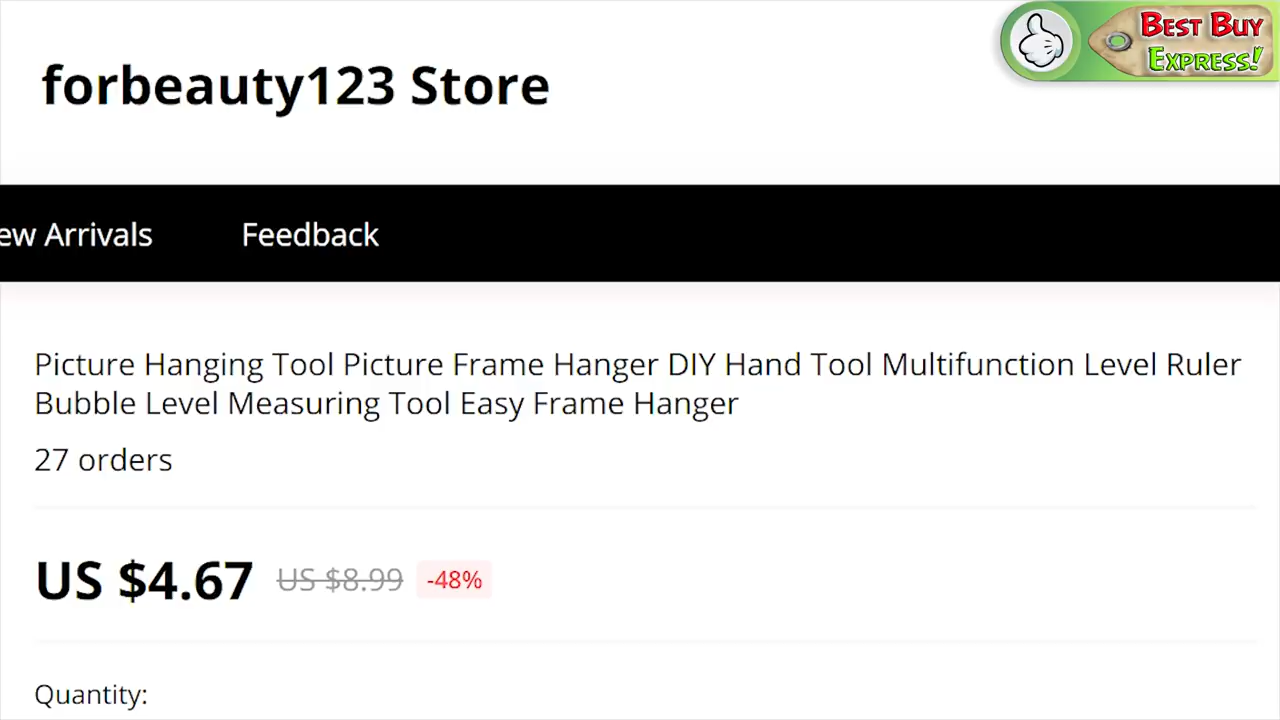 BEST BUY
EXPRESS!
forbeauty123 Store
ew Arrivals
Feedback
Picture Hanging Tool Picture Frame Hanger DIY Hand Tool Multifunction Level Ruler
Bubble Level Measuring Tool Easy Frame Hanger
27 orders
US $4.67 US $8.99 -48%
Quantity: